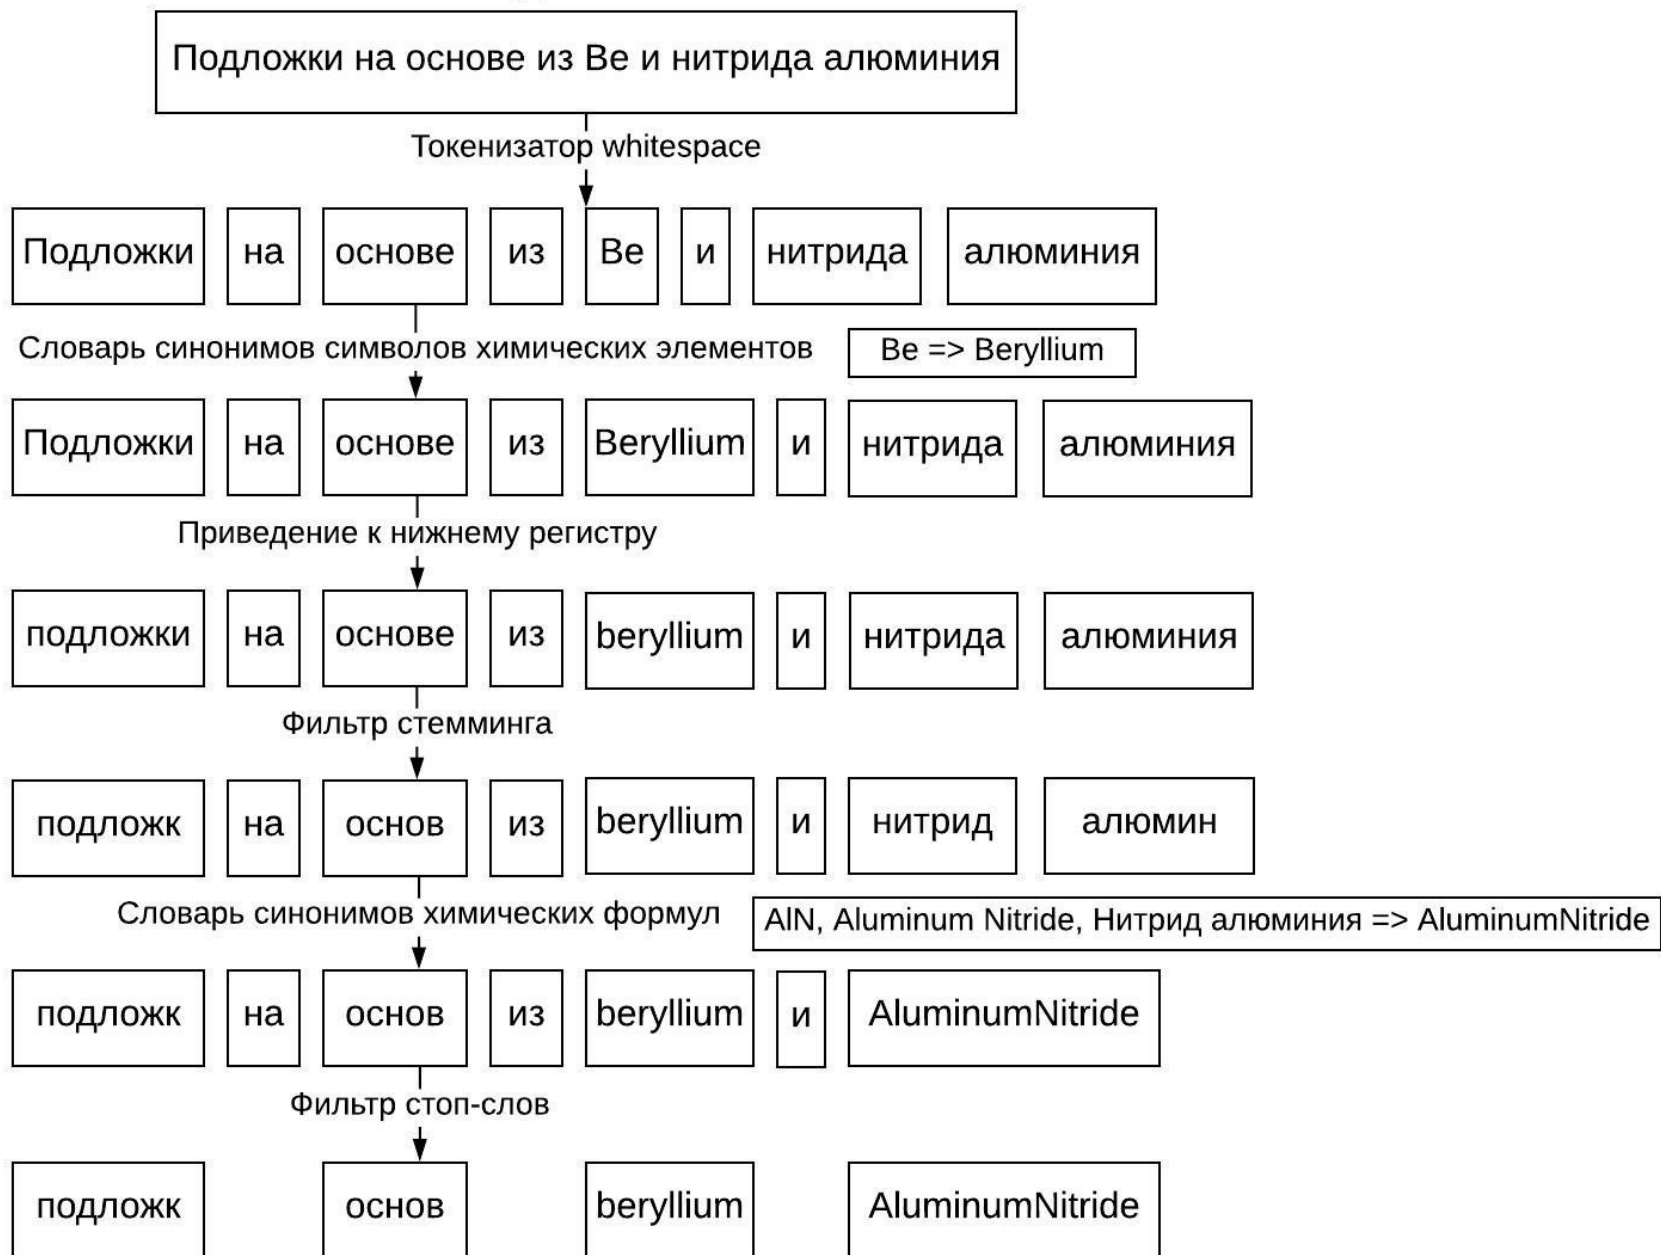 Подложки на основе из Be и нитрида алюминия
Токенизатор whitespace
Подложки на основе из Be и нитрида алюминия
Словарь синонимов символов химических элементов Be => Beryllium
Подложки на основе из Beryllium и нитрида алюминия
Приведение к нижнему регистру
подложки на основе из beryllium и нитрида алюминия
Фильтр стемминга
подложк на основ из beryllium и нитрид алюмин
Словарь синонимов химических формул AlN, Aluminum Nitride, Нитрид алюминия => AluminumNitride
подложк на основ из beryllium и AluminumNitride
Фильтр стоп-слов
подложк основ beryllium AluminumNitride